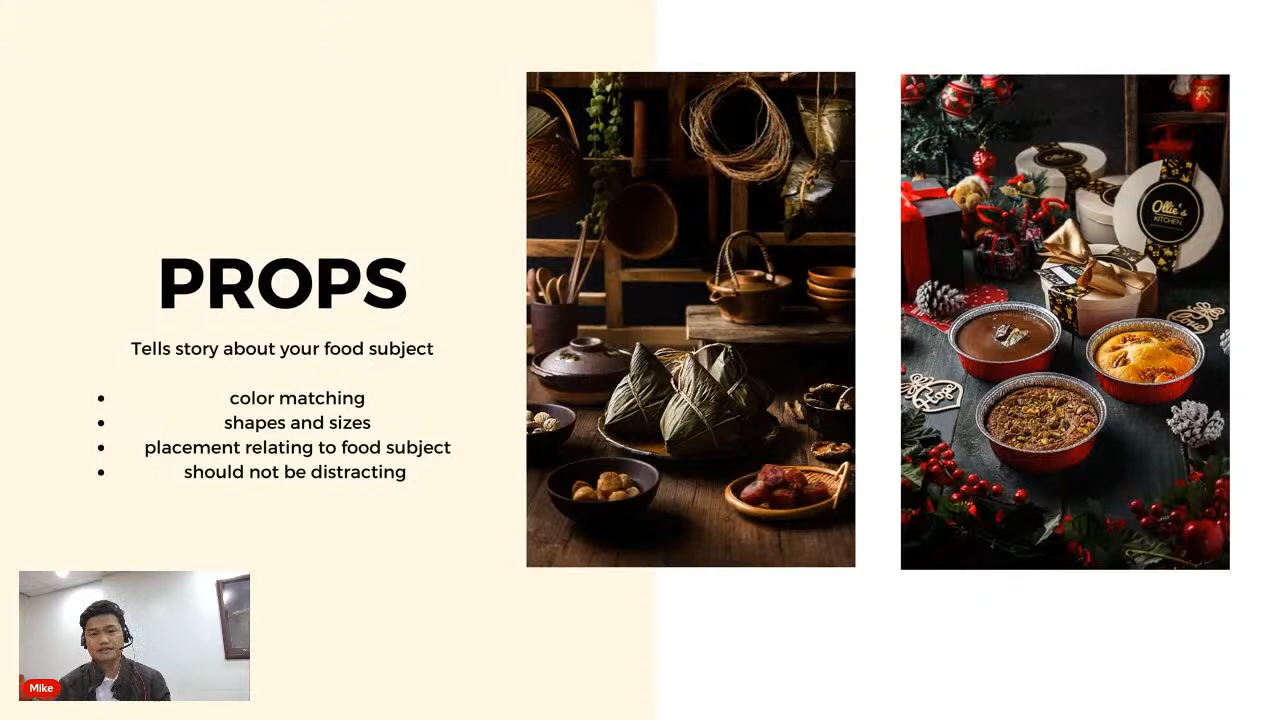 PROPS
Tells story about your food subject
color matching
shapes and sizes
placement relating to food subject
should not be distracting
Ollie's
KITCHEN
Mike